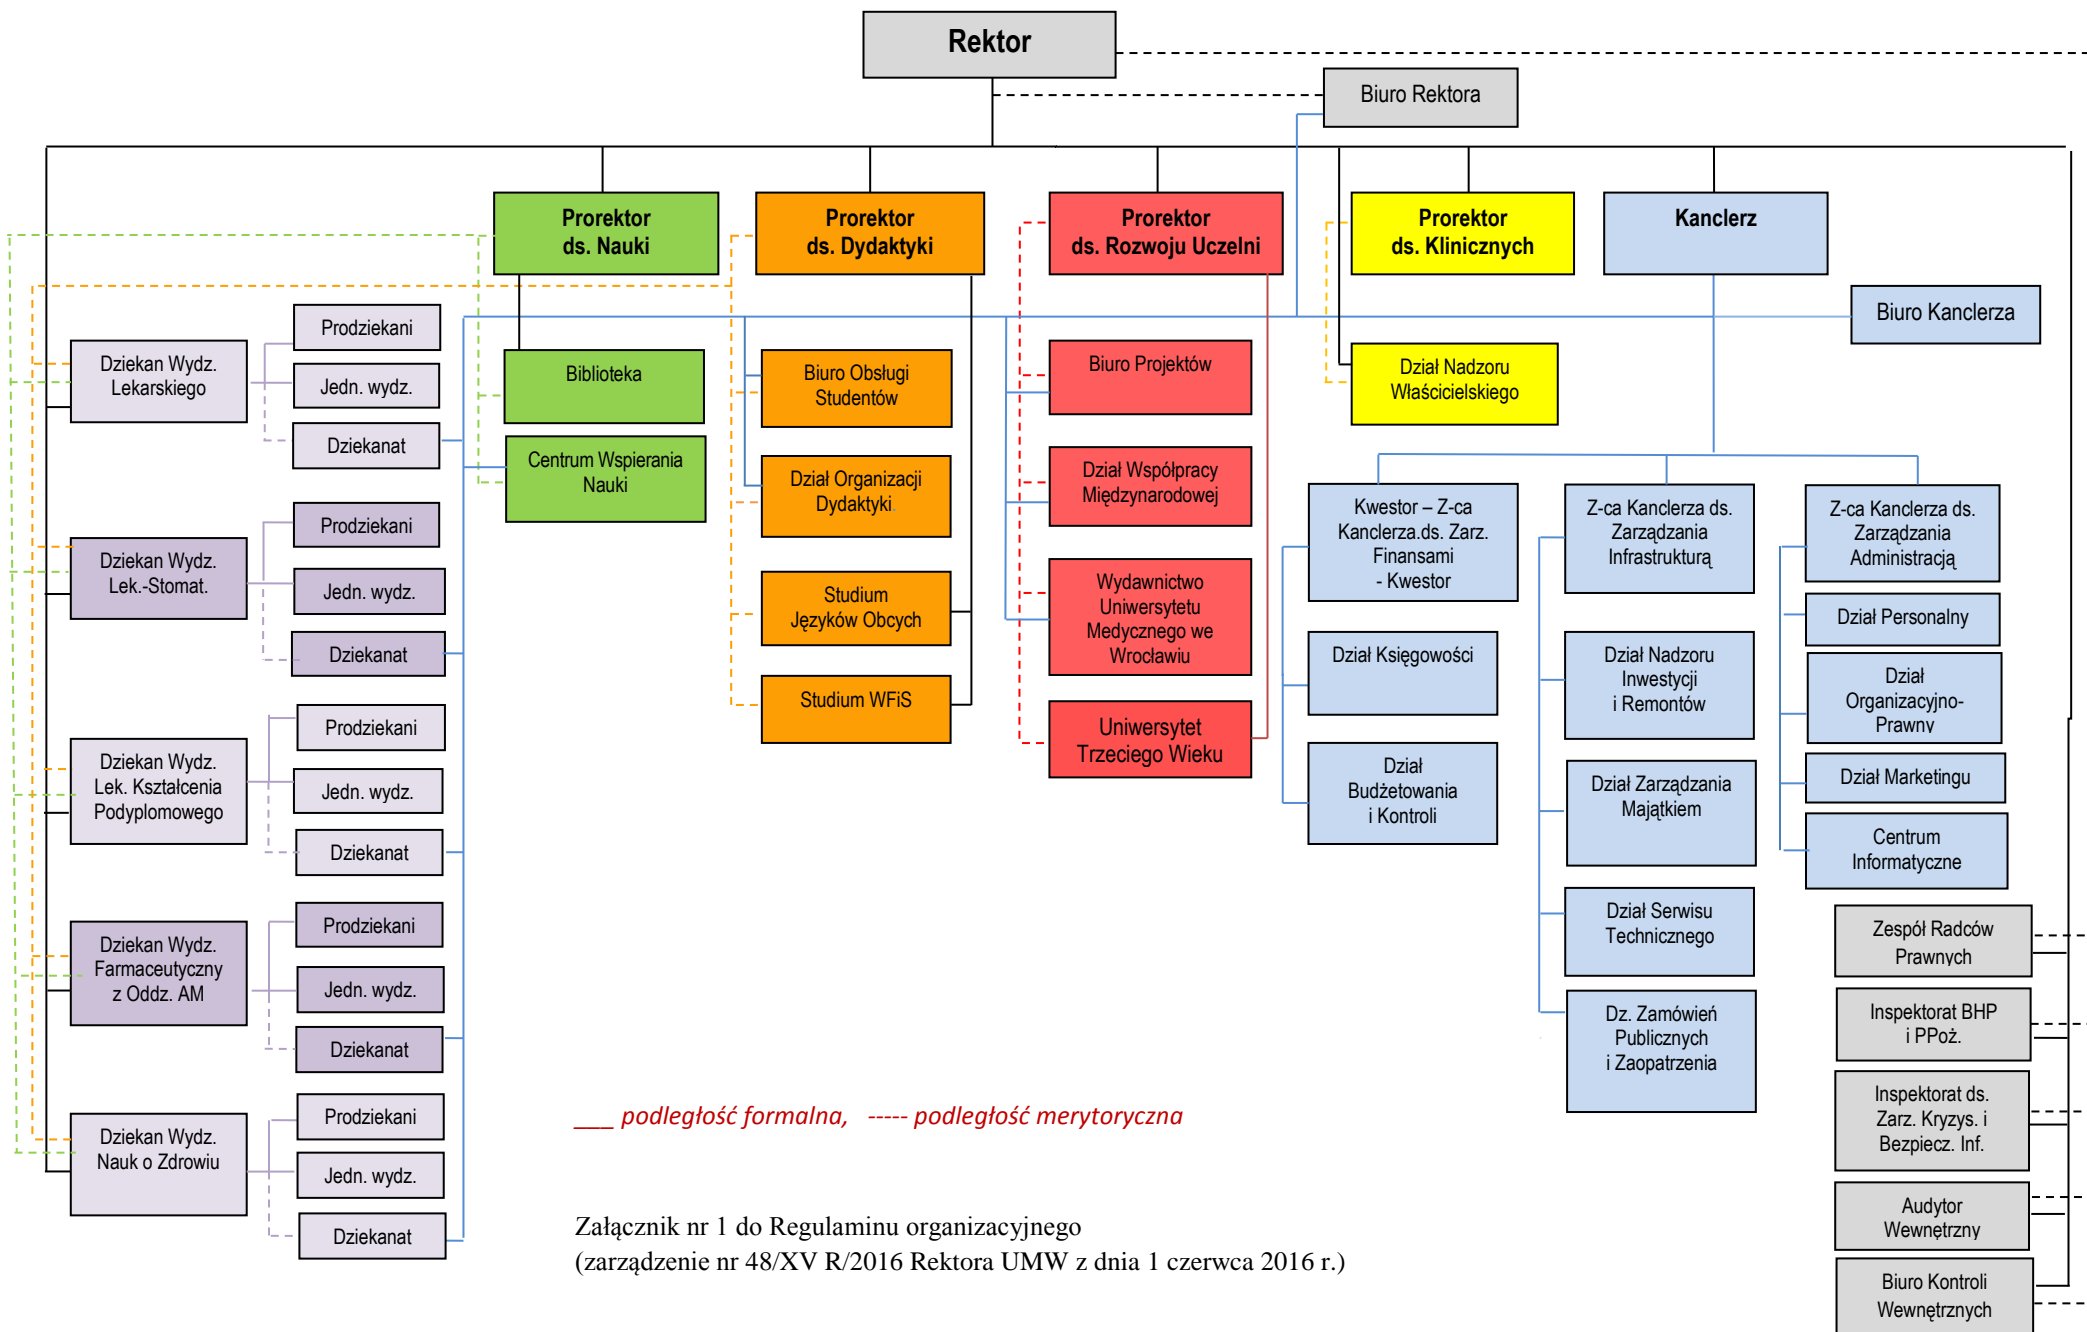 Rektor
Biuro Rektora
Prorektor
ds. Nauki
Prorektor
ds. Dydaktyki
Prorektor
ds. Rozwoju Uczelni
Prorektor
ds. Klinicznych
Kanclerz
Biuro Kanclerza
Dziekan Wydz.
Lekarskiego
Prodziekani
Jedn. wydz.
Dziekanat
Dziekan Wydz.
Lek.-Stomat.
Prodziekani
Jedn. wydz.
Dziekanat
Dziekan Wydz.
Lek. Kształcenia
Podyplomowego
Prodziekani
Jedn. wydz.
Dziekanat
Dziekan Wydz.
Farmaceutyczny
z Oddz. AM
Prodziekani
Jedn. wydz.
Dziekanat
Dziekan Wydz.
Nauk o Zdrowiu
Prodziekani
Jedn. wydz.
Dziekanat
Biblioteka
Centrum Wspierania
Nauki
Biuro Obsługi
Studentów
Dział Organizacji
Dydaktyki
Studium
Języków Obcych
Studium WFiS
Biuro Projektów
Dział Współpracy
Międzynarodowej
Wydawnictwo
Uniwersytetu
Medycznego we
Wrocławiu
Uniwersytet
Trzeciego Wieku
Dział Nadzoru
Właścicielskiego
Kwestor – Z-ca
Kanclerza.ds. Zarz.
Finansami
- Kwestor
Dział Księgowości
Dział
Budżetowania
i Kontroli
Z-ca Kanclerza ds.
Zarządzania
Infrastrukturą
Dział Nadzoru
Inwestycji
i Remontów
Dział Zarządzania
Majątkiem
Dział Serwisu
Technicznego
Dz. Zamówień
Publicznych
i Zaopatrzenia
Z-ca Kanclerza ds.
Zarządzania
Administracją
Dział Personalny
Dział
Organizacyjno-
Prawny
Dział Marketingu
Centrum
Informatyczne
Zespół Radców
Prawnych
Inspektorat BHP
i PPoż.
Inspektorat ds.
Zarz. Kryzys. i
Bezpiecz. Inf.
Audytor
Wewnętrzny
Biuro Kontroli
Wewnętrznych
___ podległość formalna, ----- podległość merytoryczna
Załącznik nr 1 do Regulaminu organizacyjnego
(zarządzenie nr 48/XV R/2016 Rektora UMW z dnia 1 czerwca 2016 r.)